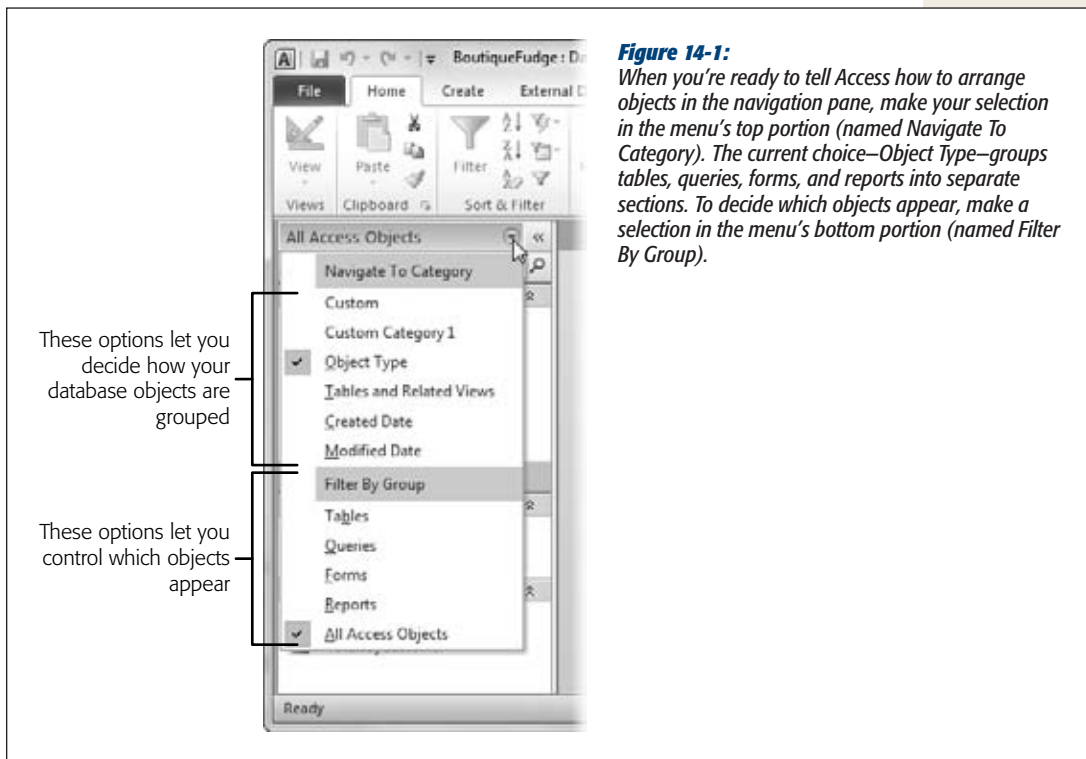 BoutiqueFudge : Da
File Home Create External D
View Paste Filter
Views Clipboard Sort & Filter
All Access Objects
Navigate To Category
Custom
Custom Category 1
Object Type
Tables and Related Views
Created Date
Modified Date
Filter By Group
Tables
Queries
Forms
Reports
All Access Objects
Ready
These options let you
decide how your
database objects are
grouped
These options let you
control which objects
appear
Figure 14-1:
When you're ready to tell Access how to arrange
objects in the navigation pane, make your selection
in the menu's top portion (named Navigate To
Category). The current choice—Object Type—groups
tables, queries, forms, and reports into separate
sections. To decide which objects appear, make a
selection in the menu's bottom portion (named Filter
By Group).